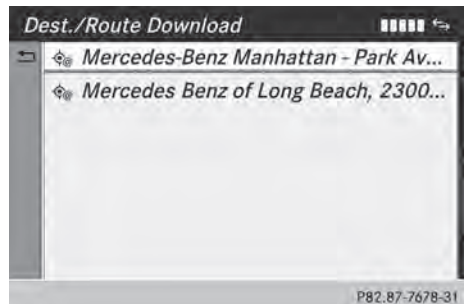 Dest./Route Download
Mercedes-Benz Manhattan - Park Av...
Mercedes Benz of Long Beach, 2300...
P82.87-7678-31